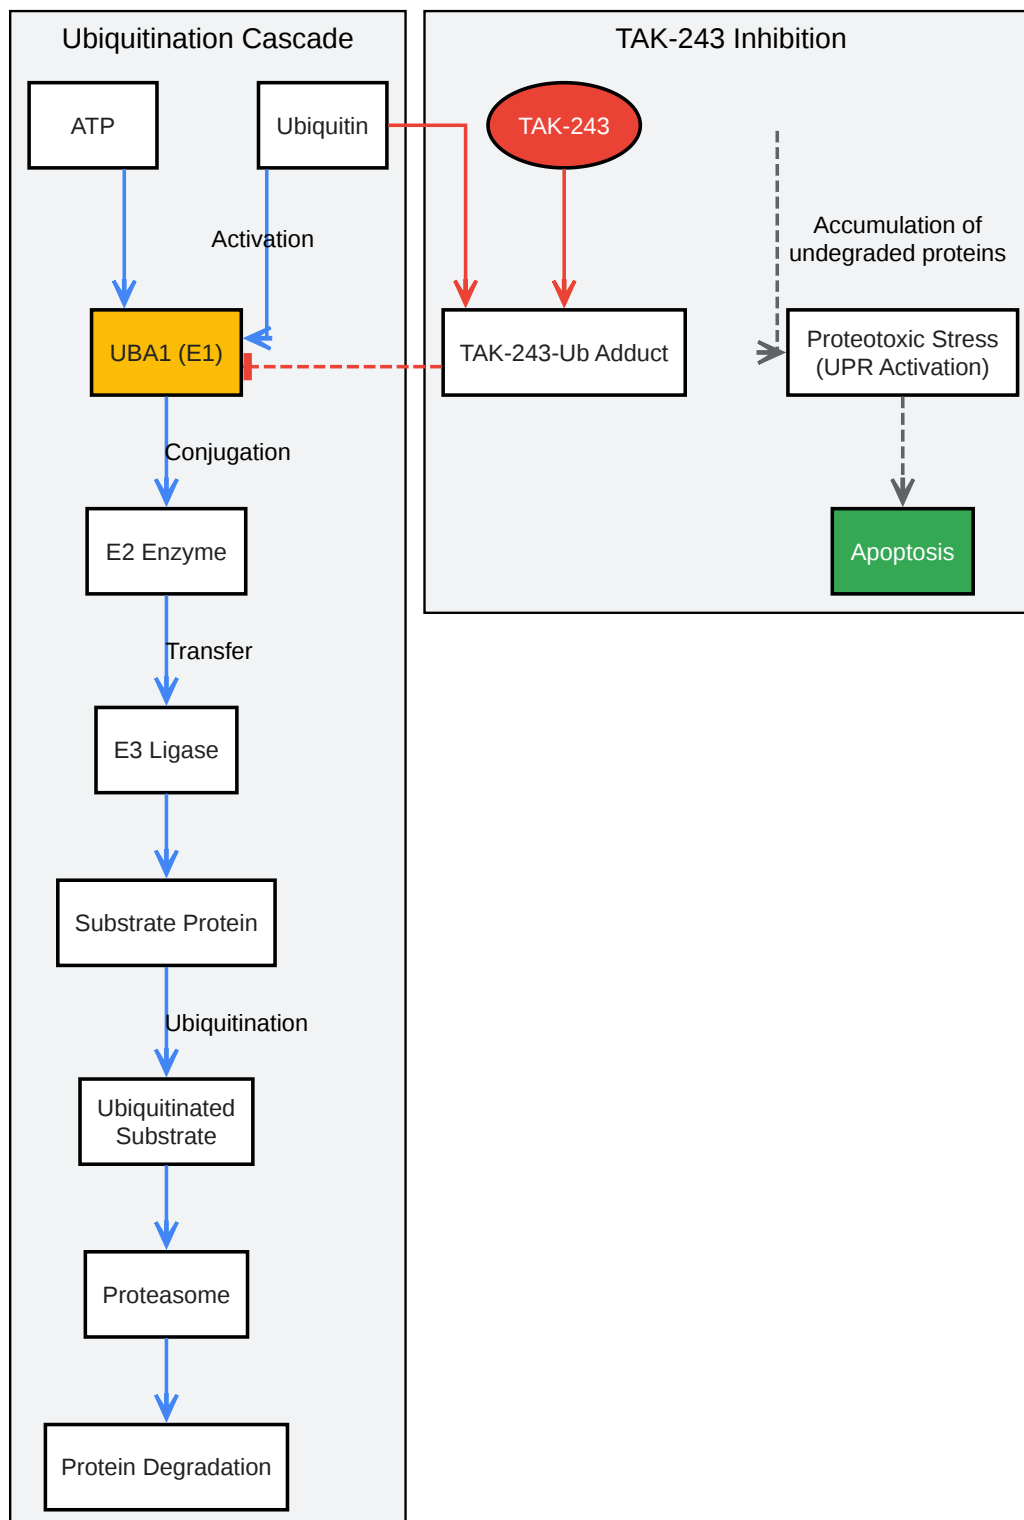 Ubiquitination Cascade
ATP
Ubiquitin
Activation
UBA1 (E1)
Conjugation
E2 Enzyme
Transfer
E3 Ligase
Substrate Protein
Ubiquitination
Ubiquitinated
Substrate
Proteasome
Protein Degradation
TAK-243 Inhibition
TAK-243
Accumulation of
undegraded proteins
TAK-243-Ub Adduct
Proteotoxic Stress
(UPR Activation)
Apoptosis